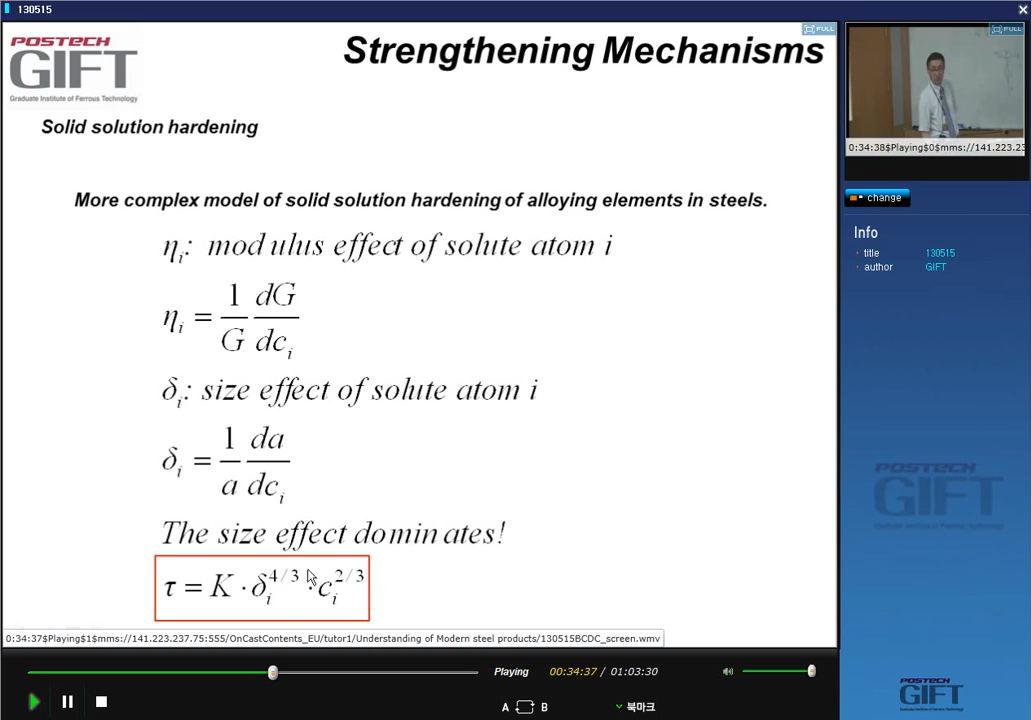 130515
POSTECH
GIFT
Graduate Institute of Ferrous Technology
Strengthening Mechanisms
FULL
Solid solution hardening
More complex model of solid solution hardening of alloying elements in steels.
ηi: mod ulus effect of solute atom i
ηi = 1/G dG/dci
δi: size effect of solute atom i
δi = 1/a da/dci
The size effect dominates!
τ = K · δi^4/3 · ci^2/3
0:34:37$Playing$1$mms://141.223.237.75:555/OnCastContents_EU/tutor1/Understanding of Modern steel products/130515BCDC_screen.wmv
Playing
00:34:37 / 01:03:30
A B
북마크
FULL
0:34:38$Playing$0$mms://141.223.23
change
Info
title 130515
author GIFT
POSTECH
GIFT
POSTECH
GIFT